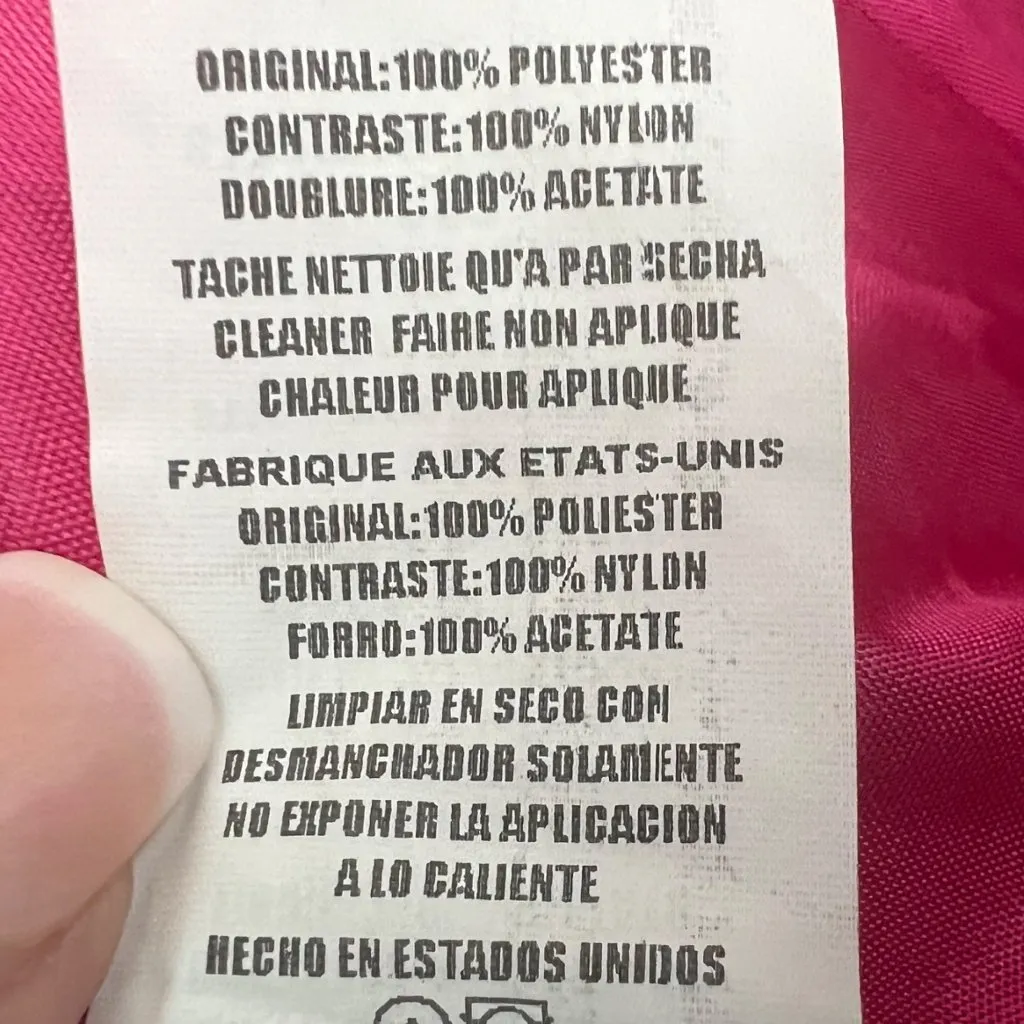 ORIGINAL:100% POLYESTER
CONTRASTE:100% NYLON
DOUBLURE:100% ACETATE
TACHE NETTOIE QU'A PAR SECHA
CLEANER FAIRE NON APLIQUE
CHALEUR POUR APLIQUE
FABRIQUE AUX ETATS-UNIS
ORIGINAL:100% POLIESTER
CONTRASTE:100% NYLON
FORRO:100% ACETATE
LIMPIAR EN SECO CON
DESMANCHADOR SOLAMENTE
NO EXPONER LA APLICACION
A LO CALIENTE
HECHO EN ESTADOS UNIDOS